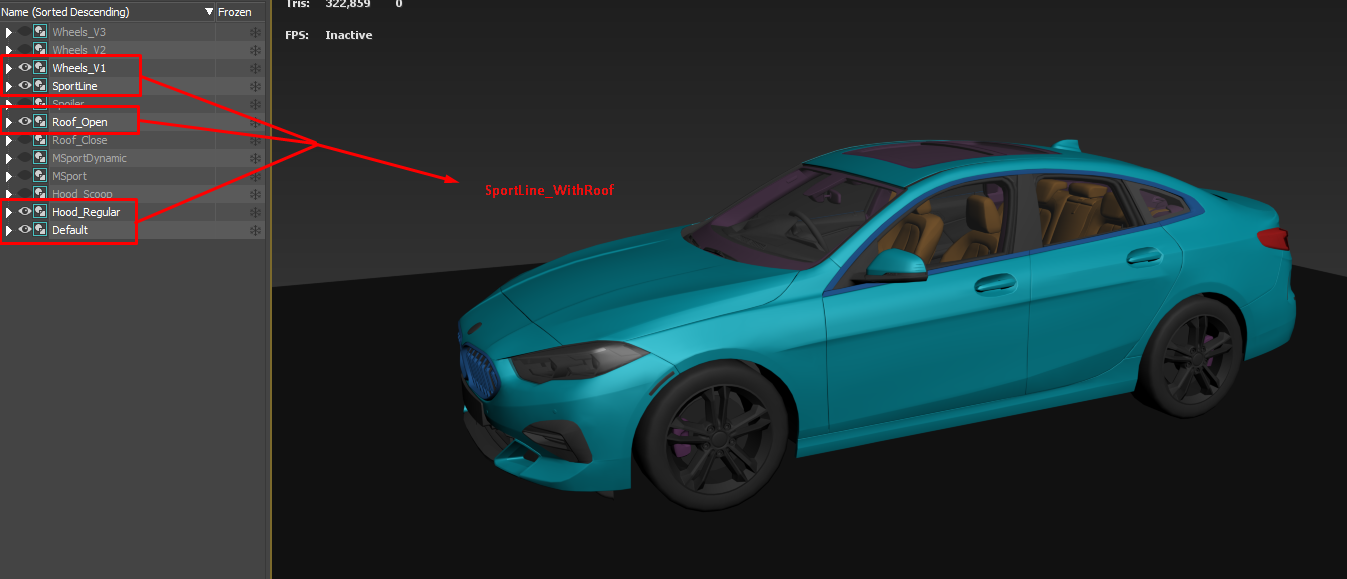 Name (Sorted Descending) Frozen
Wheels_V3
Wheels_V2
Wheels_V1
SportLine
Spoiler
Roof_Open
Roof_Close
MSportDynamic
MSport
Hood_Scoop
Hood_Regular
Default
Tris: 322,859 0
FPS: Inactive
SportLine_WithRoof